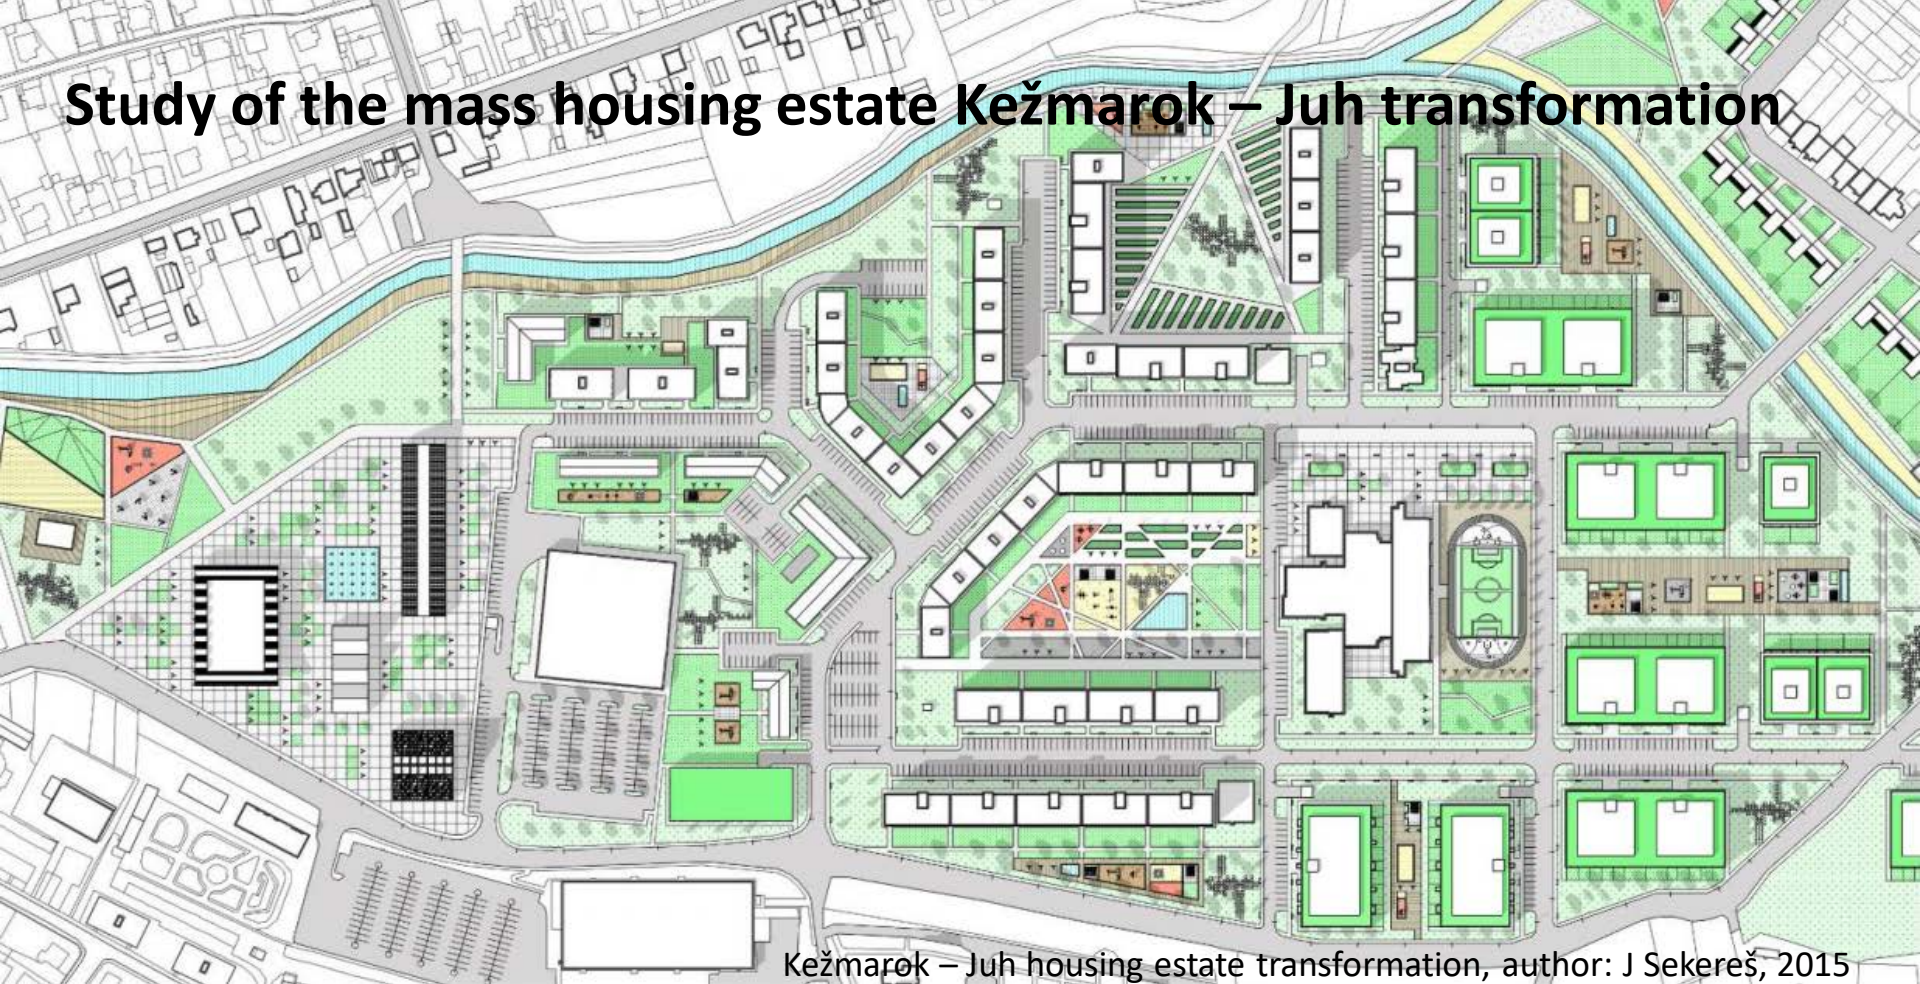 Study of the mass housing estate Kežmarok – Juh transformation
Kežmarok – Juh housing estate transformation, author: J Sekereš, 2015